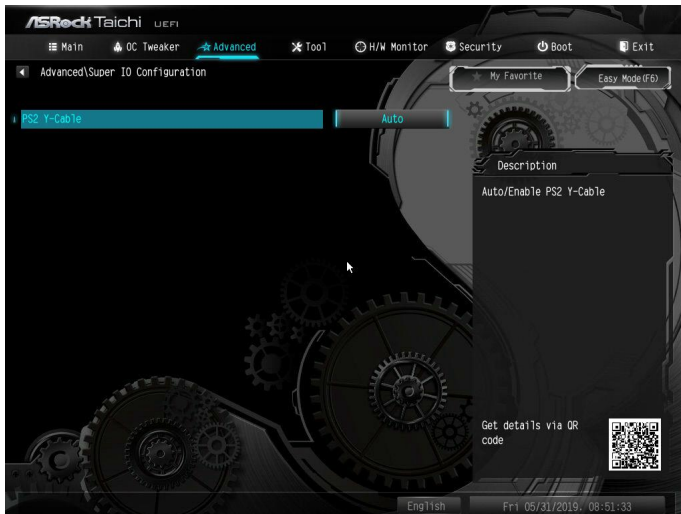 ASRock Taichi UEFI
Main OC Tweaker Advanced Tool H/W Monitor Security Boot Exit
Advanced\Super IO Configuration
My Favorite Easy Mode(F6)
PS2 Y-Cable Auto
Description
Auto/Enable PS2 Y-Cable
Get details via QR
code
English Fri 05/31/2019. 08:51:33